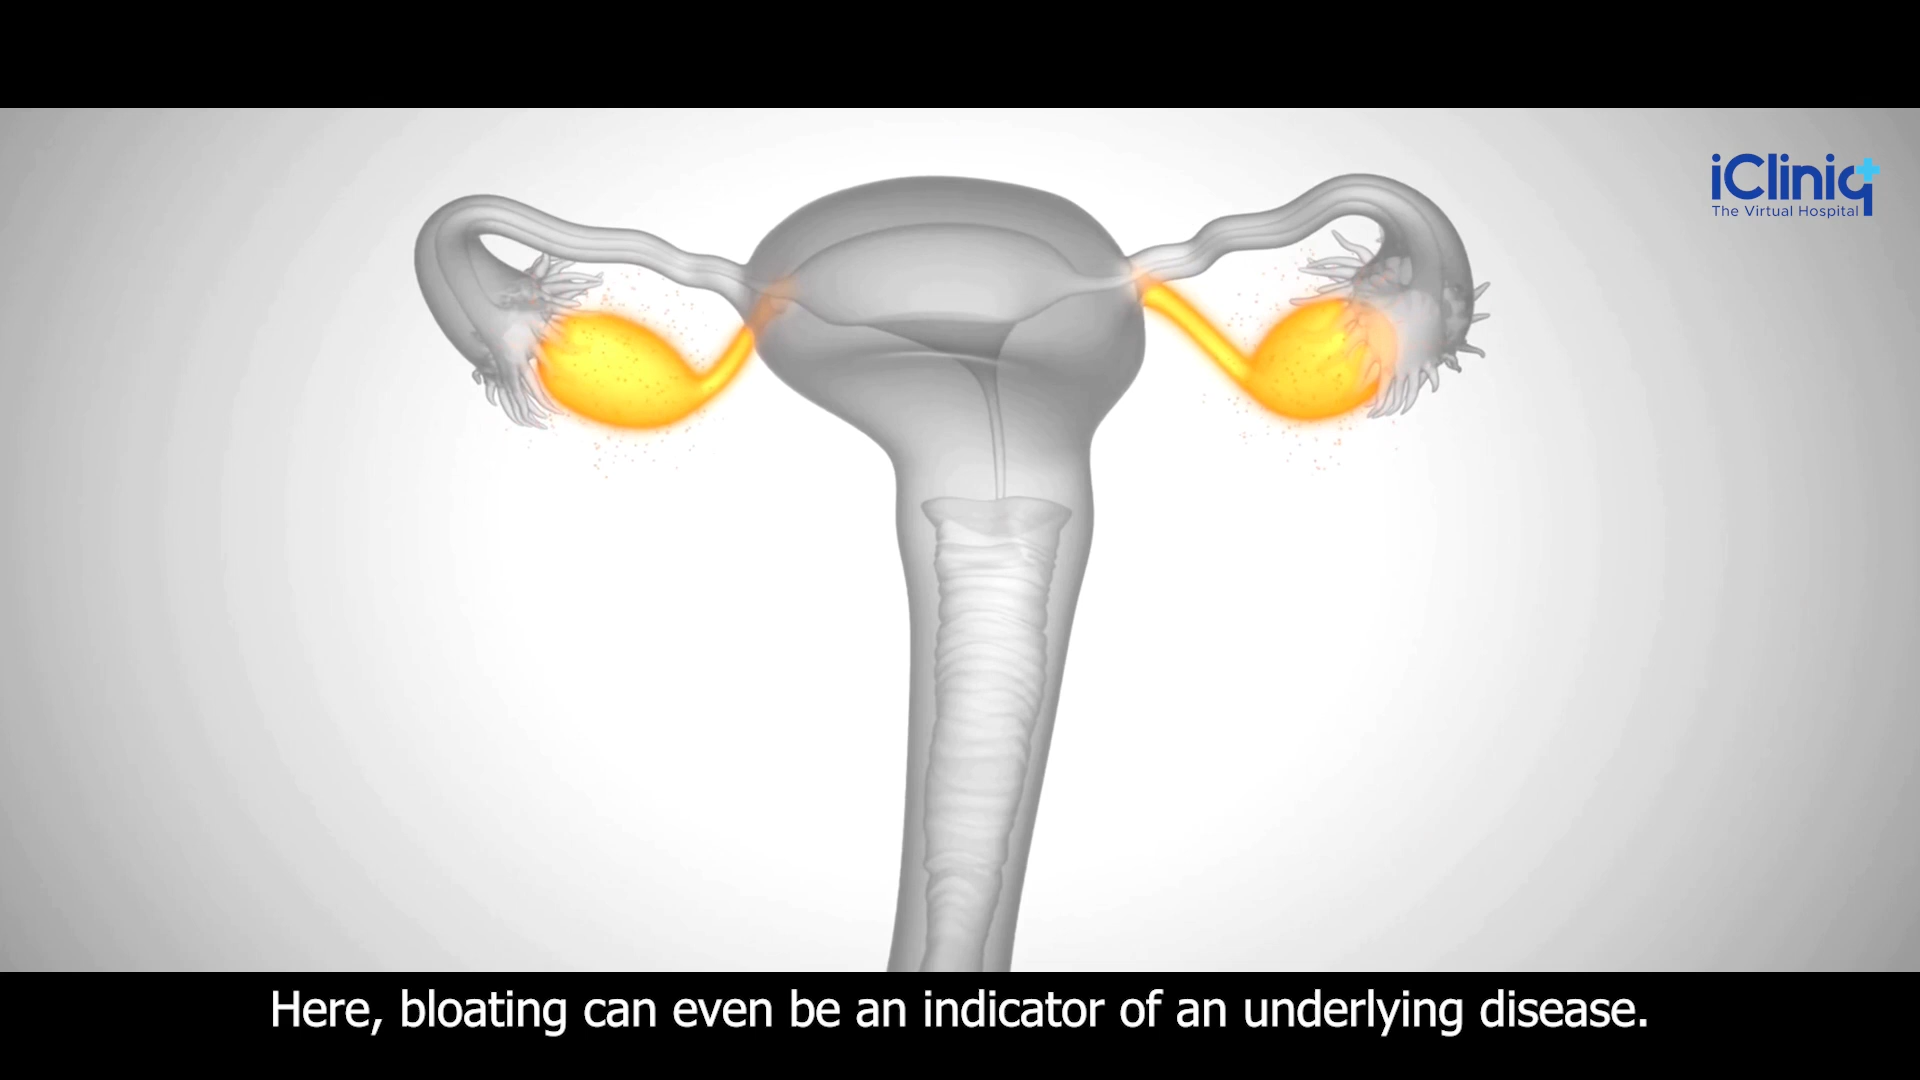 iCliniq
The Virtual Hospital
Here, bloating can even be an indicator of an underlying disease.